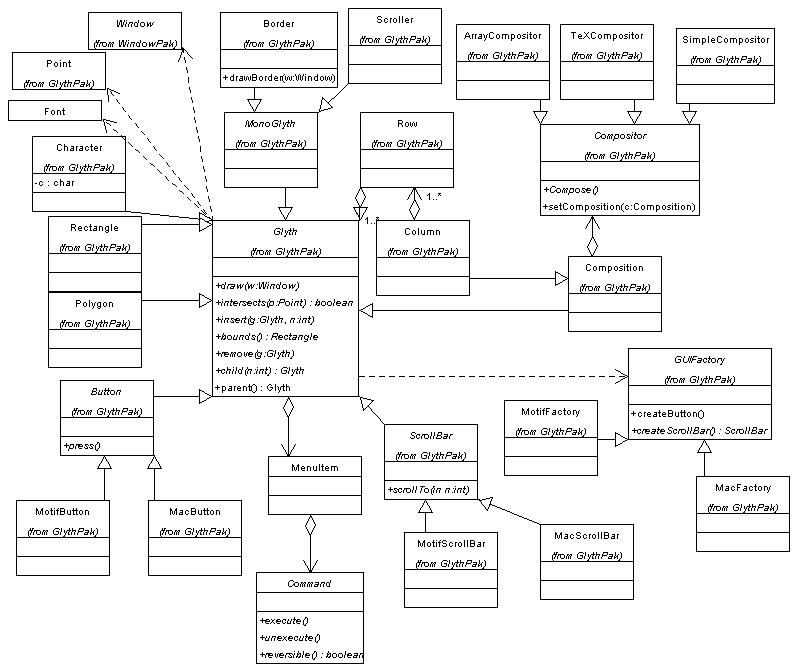 Window
(from WindowPak)
Border
(from GlythPak)
+drawBorder(w:Window)
Scroller
(from GlythPak)
ArrayCompositor
(from GlythPak)
TeXCompositor
(from GlythPak)
SimpleCompositor
(from GlythPak)
Point
(from GlythPak)
Font
Character
(from GlythPak)
-c : char
MonoGlyth
(from GlythPak)
Row
(from GlythPak)
Compositor
(from GlythPak)
+Compose()
+setComposition(c:Composition)
1..*
1..*
Rectangle
(from GlythPak)
Glyth
(from GlythPak)
+draw(w:Window)
+intersects(p:Point) : boolean
+insert(g:Glyth, n:int)
+bounds() : Rectangle
+remove(g:Glyth)
+child(n:int) : Glyth
+parent() : Glyth
Column
(from GlythPak)
Composition
(from GlythPak)
Polygon
(from GlythPak)
GUIFactory
(from GlythPak)
+createButton()
+createScrollBar() : ScrollBar
Button
(from GlythPak)
+press()
MotifFactory
(from GlythPak)
ScrollBar
(from GlythPak)
+scrollTo(in n:int)
MenuItem
MacFactory
(from GlythPak)
MotifButton
(from GlythPak)
MacButton
(from GlythPak)
MotifScrollBar
(from GlythPak)
MacScrollBar
(from GlythPak)
Command
+execute()
+unexecute()
+reversible() : boolean